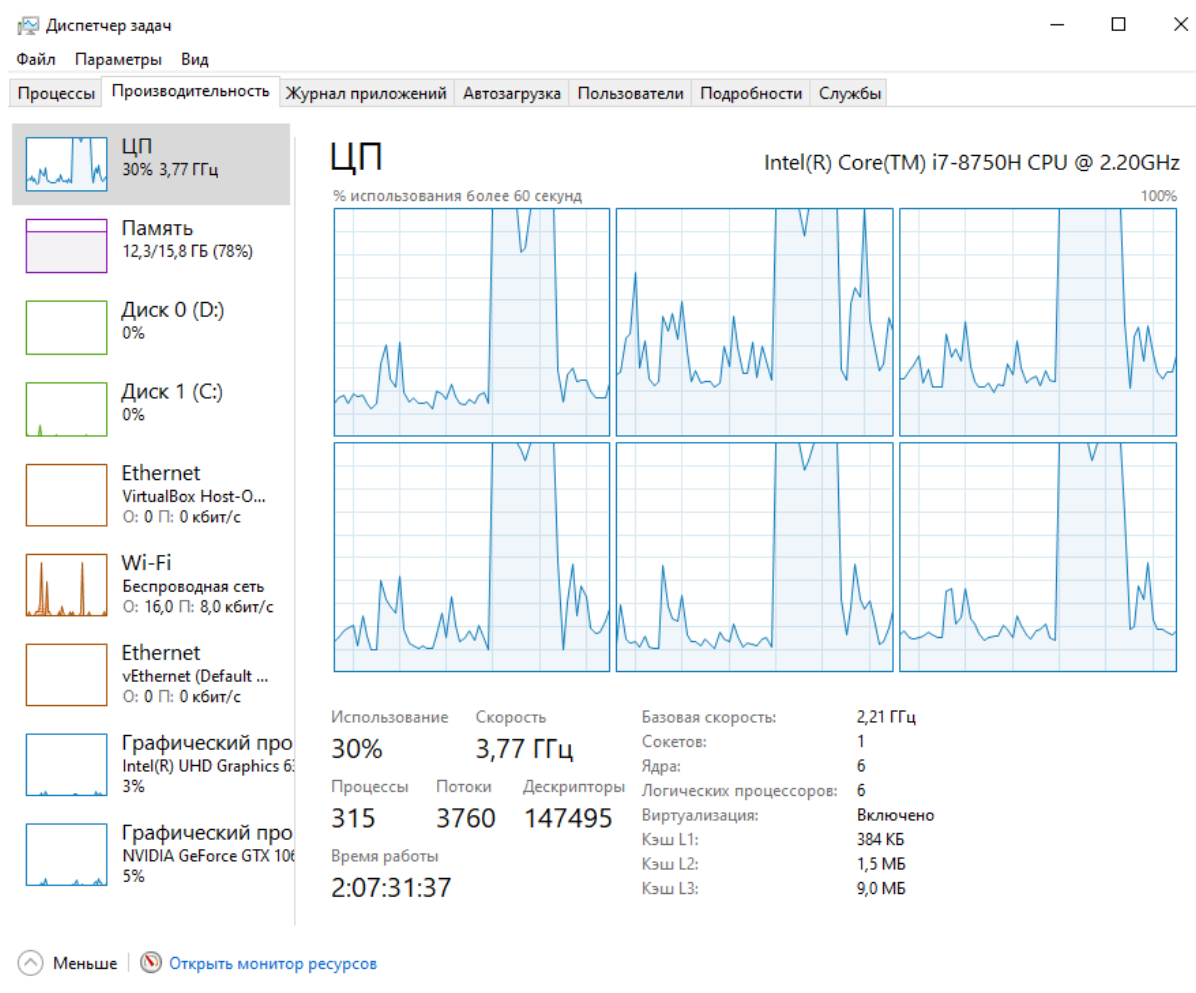 Диспетчер задач
Файл Параметры Вид
Процессы Производительность Журнал приложений Автозагрузка Пользователи Подробности Службы
ЦП
30% 3,77 ГГц
Память
12,3/15,8 ГБ (78%)
Диск 0 (D:)
0%
Диск 1 (C:)
0%
Ethernet
VirtualBox Host-O...
О: 0 П: 0 кбит/с
Wi-Fi
Беспроводная сеть
О: 16,0 П: 8,0 кбит/с
Ethernet
vEthernet (Default ...
О: 0 П: 0 кбит/с
Графический про
Intel(R) UHD Graphics 6
3%
Графический про
NVIDIA GeForce GTX 106
5%
ЦП
Intel(R) Core(TM) i7-8750H CPU @ 2.20GHz
% использования более 60 секунд 100%
Использование Скорость
30% 3,77 ГГц
Процессы Потоки Дескрипторы
315 3760 147495
Время работы
2:07:31:37
Базовая скорость: 2,21 ГГц
Сокетов: 1
Ядра: 6
Логических процессоров: 6
Виртуализация: Включено
Кэш L1: 384 КБ
Кэш L2: 1,5 МБ
Кэш L3: 9,0 МБ
Меньше Открыть монитор ресурсов